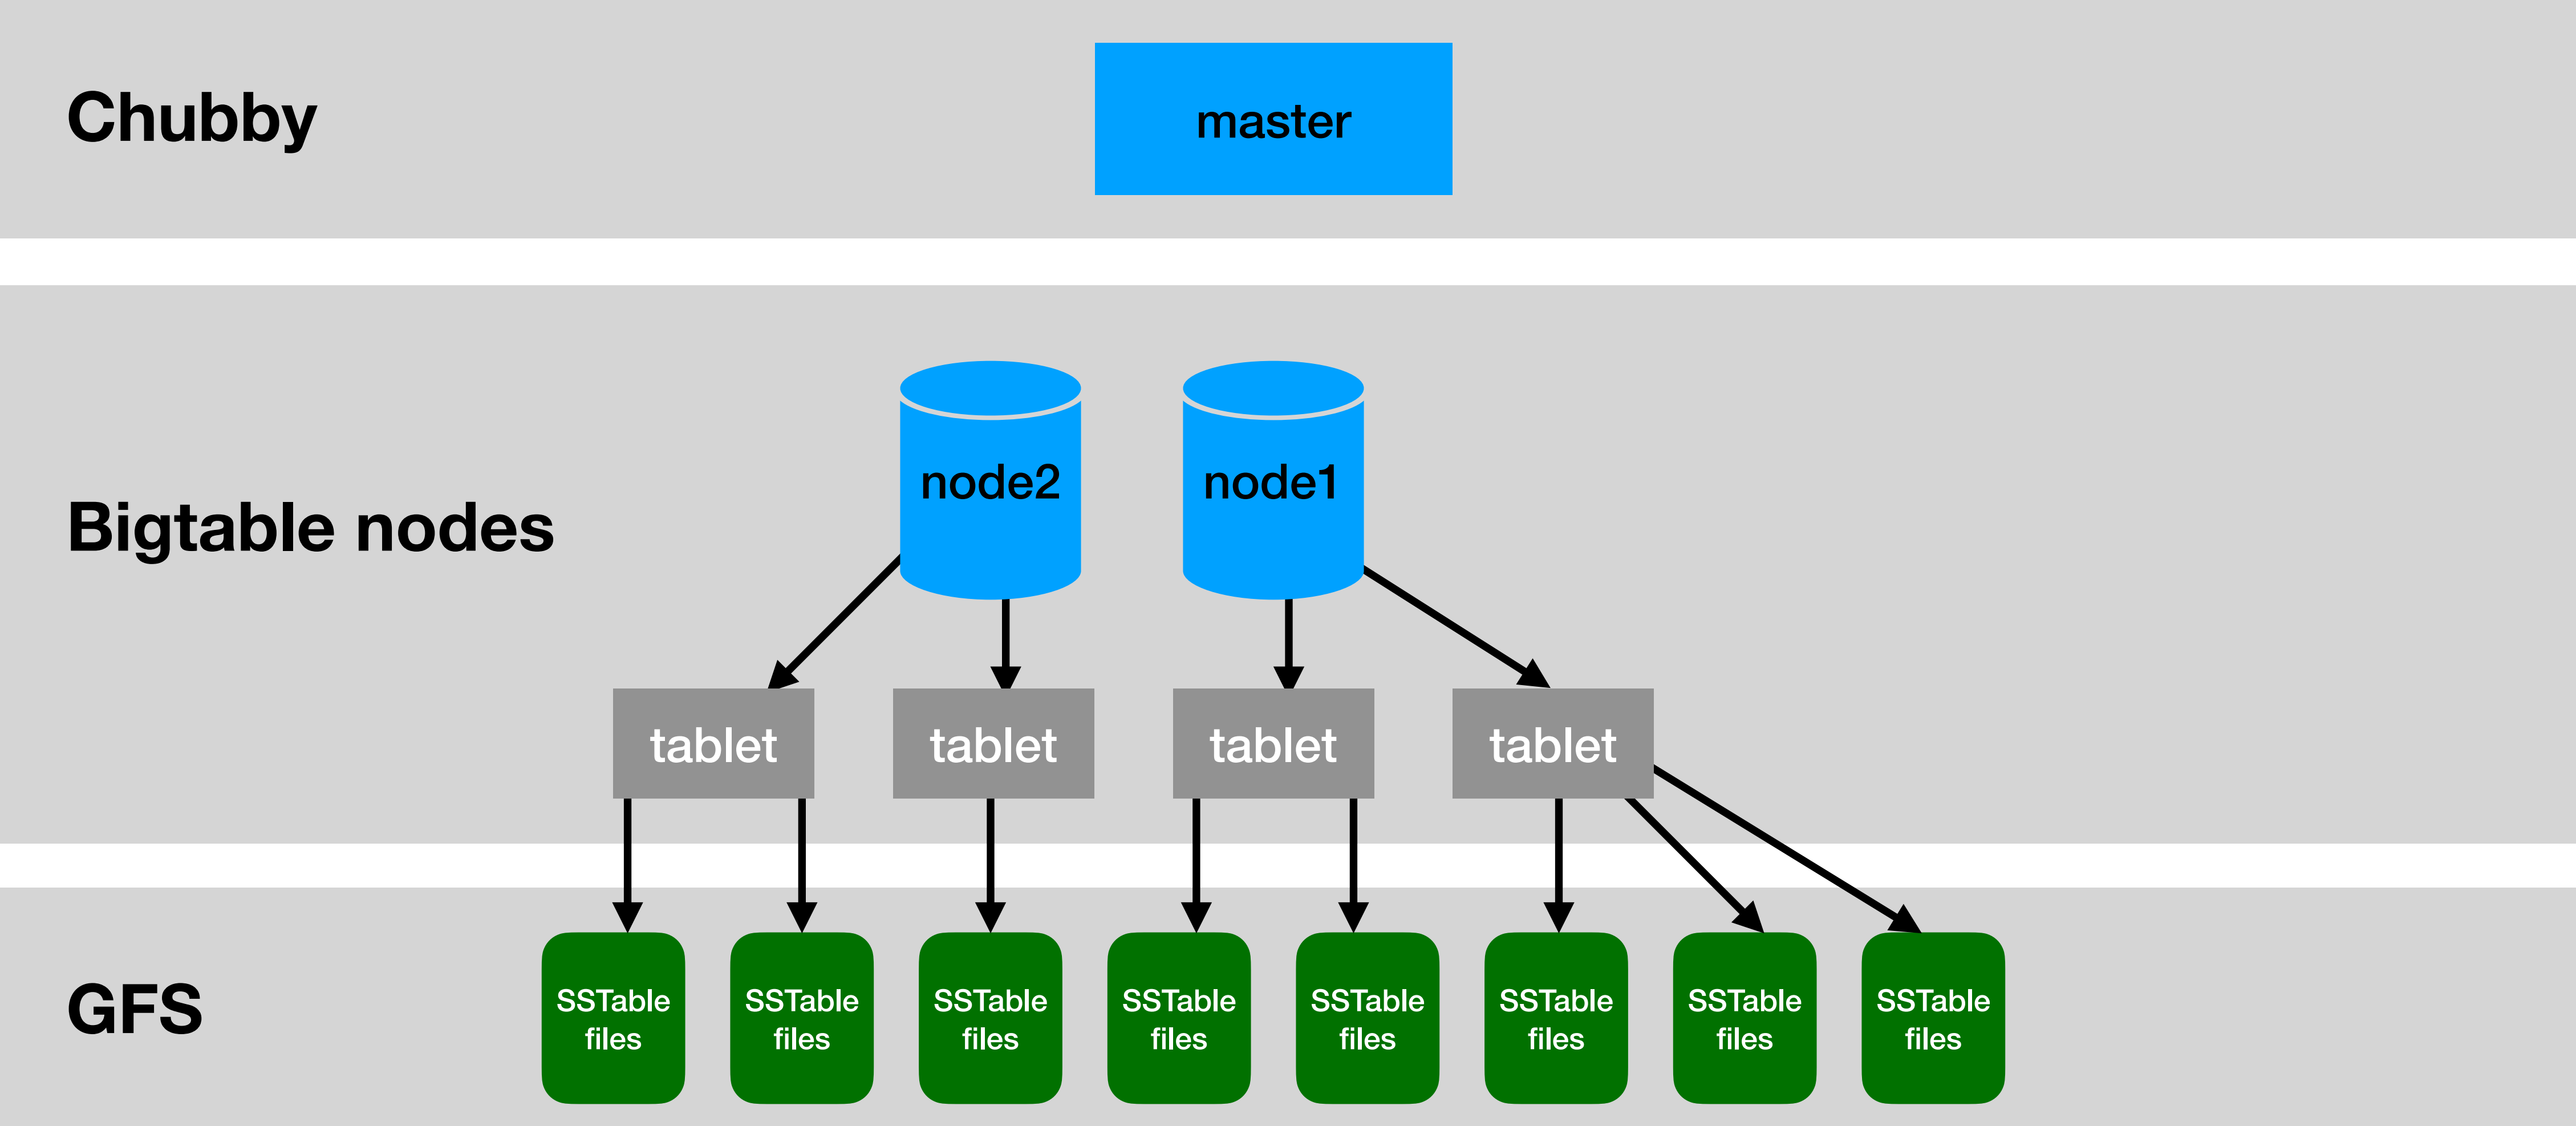 Chubby
master
Bigtable nodes
node2
node1
tablet
tablet
tablet
tablet
GFS
SSTable
files
SSTable
files
SSTable
files
SSTable
files
SSTable
files
SSTable
files
SSTable
files
SSTable
files